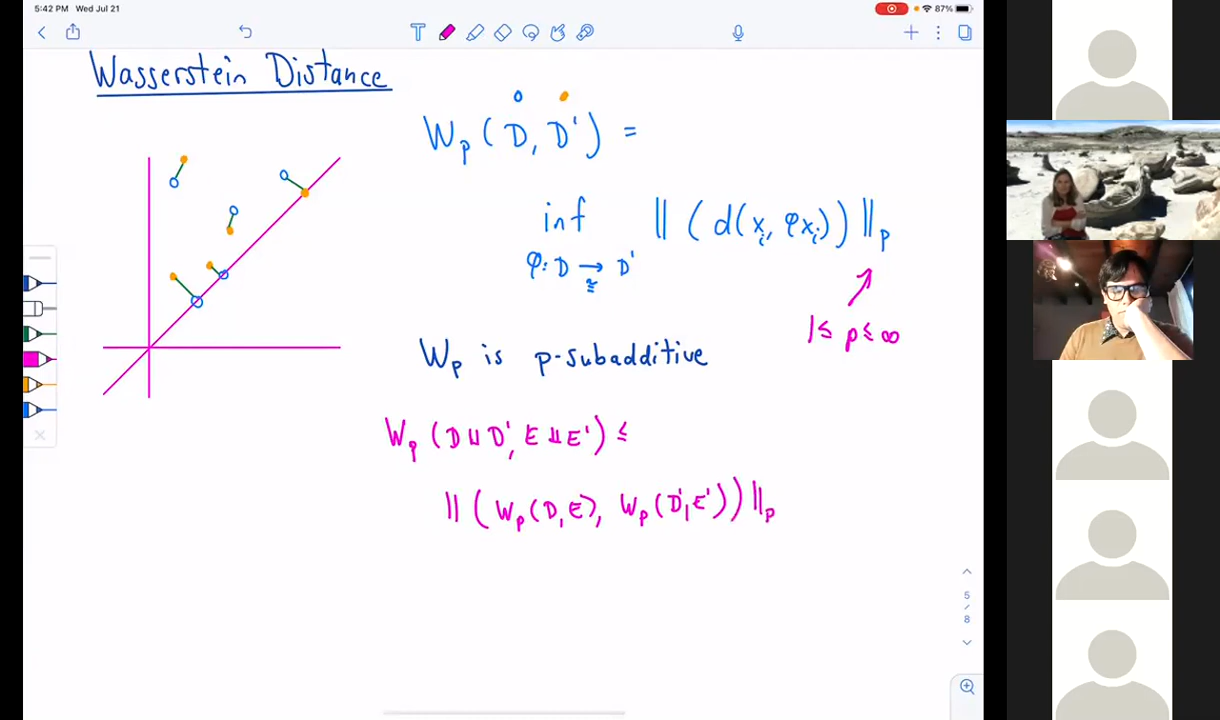 5:42 PM Wed Jul 21
87%
Wasserstein Distance
W_p (D, D') =
inf ‖ ( d(x_i, φx_i) ) ‖_p
φ: D →≅ D'
1 ≤ p ≤ ∞
W_p is p-subadditive
W_p (D ⊔ D', E ⊔ E') ≤
‖ ( W_p (D, E), W_p (D', E') ) ‖_p
5
/
8